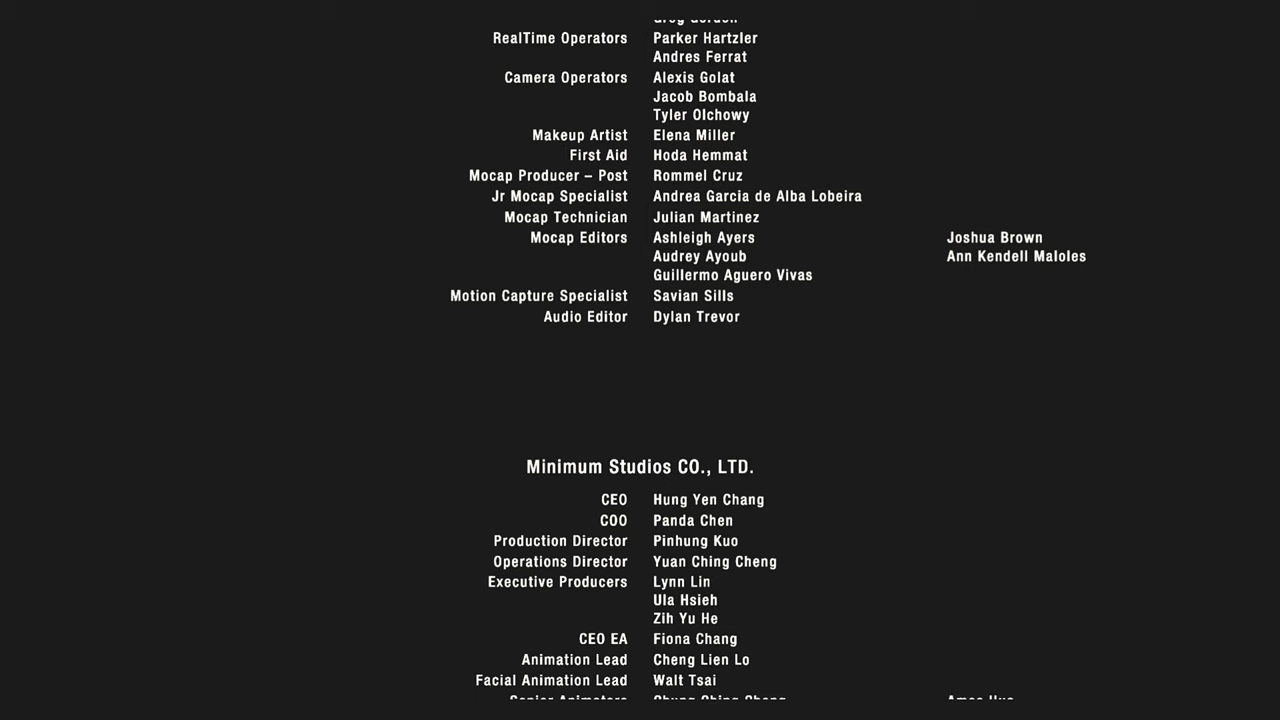 Greg Gordon
RealTime Operators Parker Hartzler
Andres Ferrat
Camera Operators Alexis Golat
Jacob Bombala
Tyler Olchowy
Makeup Artist Elena Miller
First Aid Hoda Hemmat
Mocap Producer – Post Rommel Cruz
Jr Mocap Specialist Andrea Garcia de Alba Lobeira
Mocap Technician Julian Martinez
Mocap Editors Ashleigh Ayers Joshua Brown
Audrey Ayoub Ann Kendell Maloles
Guillermo Aguero Vivas
Motion Capture Specialist Savian Sills
Audio Editor Dylan Trevor
Minimum Studios CO., LTD.
CEO Hung Yen Chang
COO Panda Chen
Production Director Pinhung Kuo
Operations Director Yuan Ching Cheng
Executive Producers Lynn Lin
Ula Hsieh
Zih Yu He
CEO EA Fiona Chang
Animation Lead Cheng Lien Lo
Facial Animation Lead Walt Tsai
Senior Animators